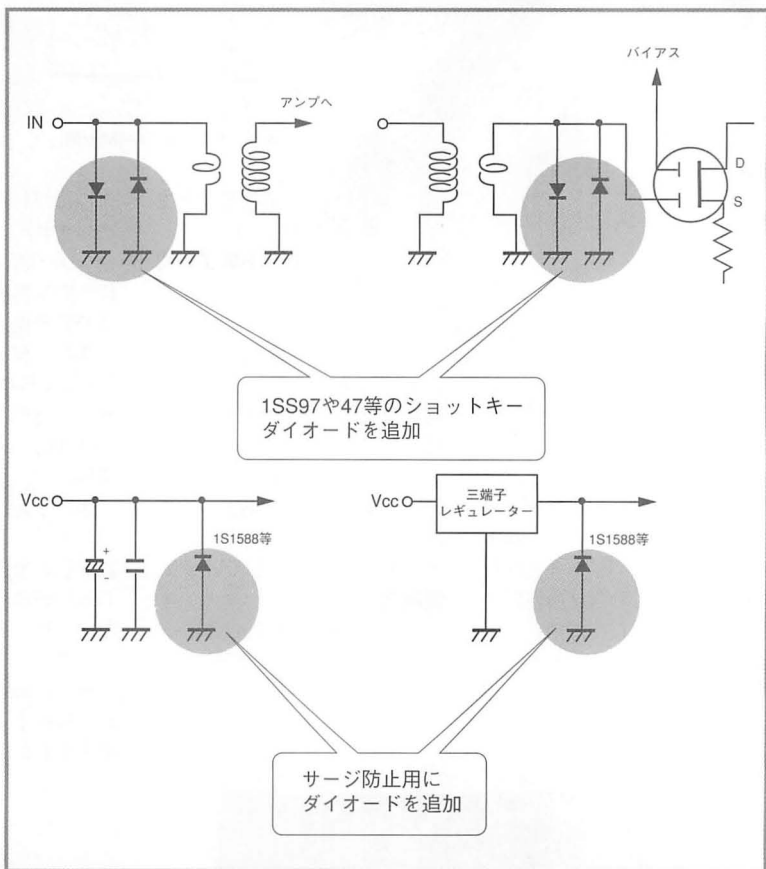 バイアス
アンプへ
IN
D
S
1SS97や47等のショットキー
ダイオードを追加
Vcc
1S1588等
+
-
Vcc
三端子
レギュレーター
1S1588等
サージ防止用に
ダイオードを追加